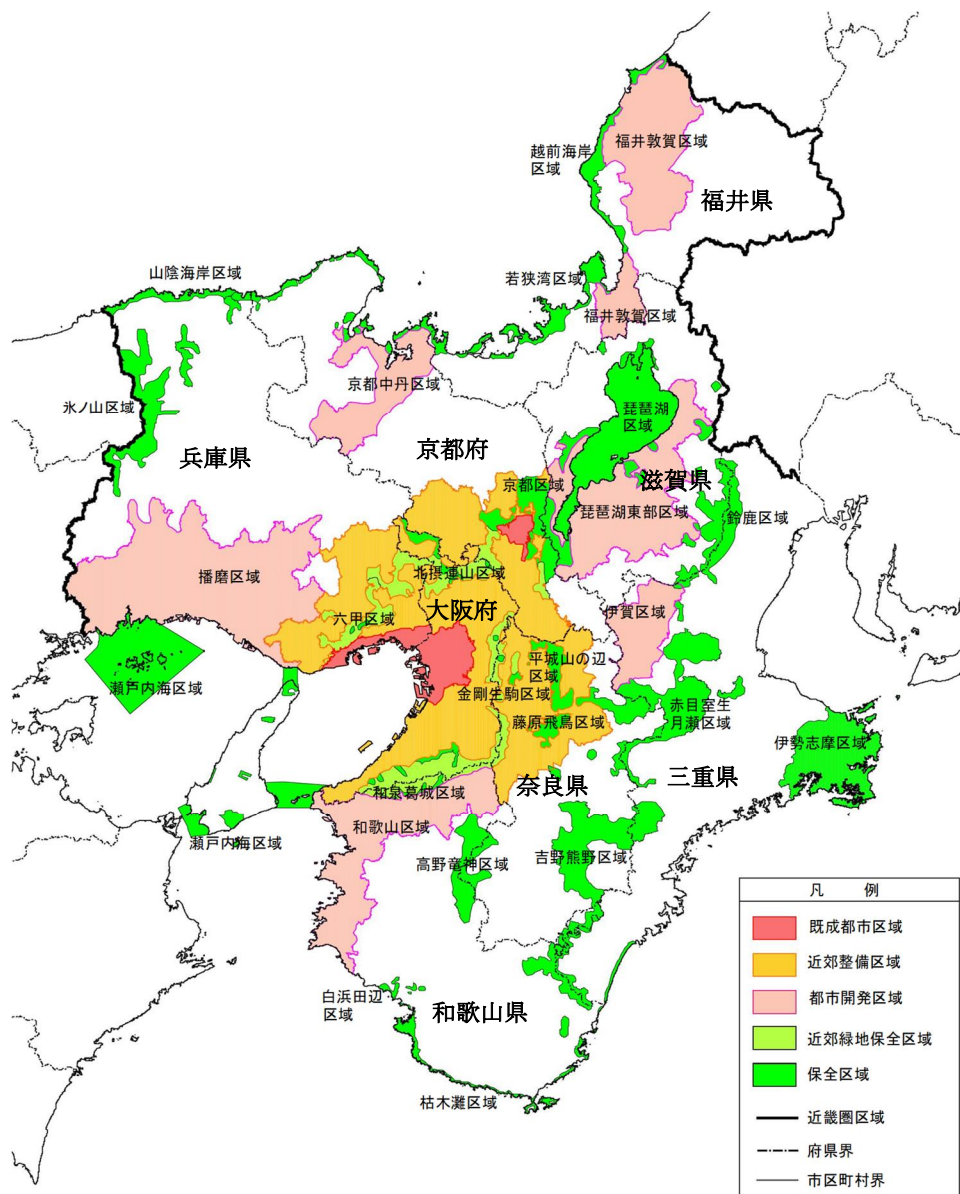 福井敦賀区域
越前海岸
区域
福井県
山陰海岸区域
若狭湾区域
福井敦賀区域
京都中丹区域
氷ノ山区域
琵琶湖
区域
京都府
兵庫県
滋賀県
京都区域
琵琶湖東部区域
鈴鹿区域
播磨区域
北摂連山区域
大阪府
六甲区域
伊賀区域
平城山の辺
区域
瀬戸内海区域
金剛生駒区域
赤目室生
月瀬区域
藤原飛鳥区域
伊勢志摩区域
三重県
奈良県
和泉葛城区域
和歌山区域
瀬戸内海区域
高野竜神区域
吉野熊野区域
白浜田辺
区域
和歌山県
枯木灘区域
凡 例
既成都市区域
近郊整備区域
都市開発区域
近郊緑地保全区域
保全区域
近畿圏区域
府県界
市区町村界